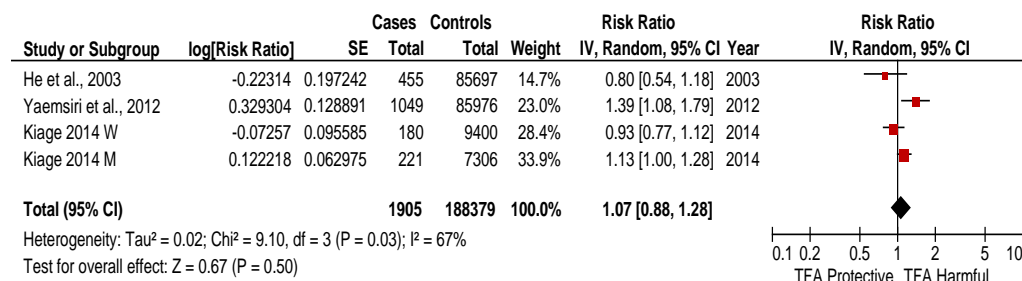 Cases Controls Risk Ratio Risk Ratio
Study or Subgroup log[Risk Ratio] SE Total Total Weight IV, Random, 95% CI Year IV, Random, 95% CI
He et al., 2003 -0.22314 0.197242 455 85697 14.7% 0.80 [0.54, 1.18] 2003
Yaemsiri et al., 2012 0.329304 0.128891 1049 85976 23.0% 1.39 [1.08, 1.79] 2012
Kiage 2014 W -0.07257 0.095585 180 9400 28.4% 0.93 [0.77, 1.12] 2014
Kiage 2014 M 0.122218 0.062975 221 7306 33.9% 1.13 [1.00, 1.28] 2014
Total (95% CI) 1905 188379 100.0% 1.07 [0.88, 1.28]
Heterogeneity: Tau² = 0.02; Chi² = 9.10, df = 3 (P = 0.03); I² = 67%
Test for overall effect: Z = 0.67 (P = 0.50)
0.1 0.2 0.5 1 2 5 10
TFA Protective TFA Harmful